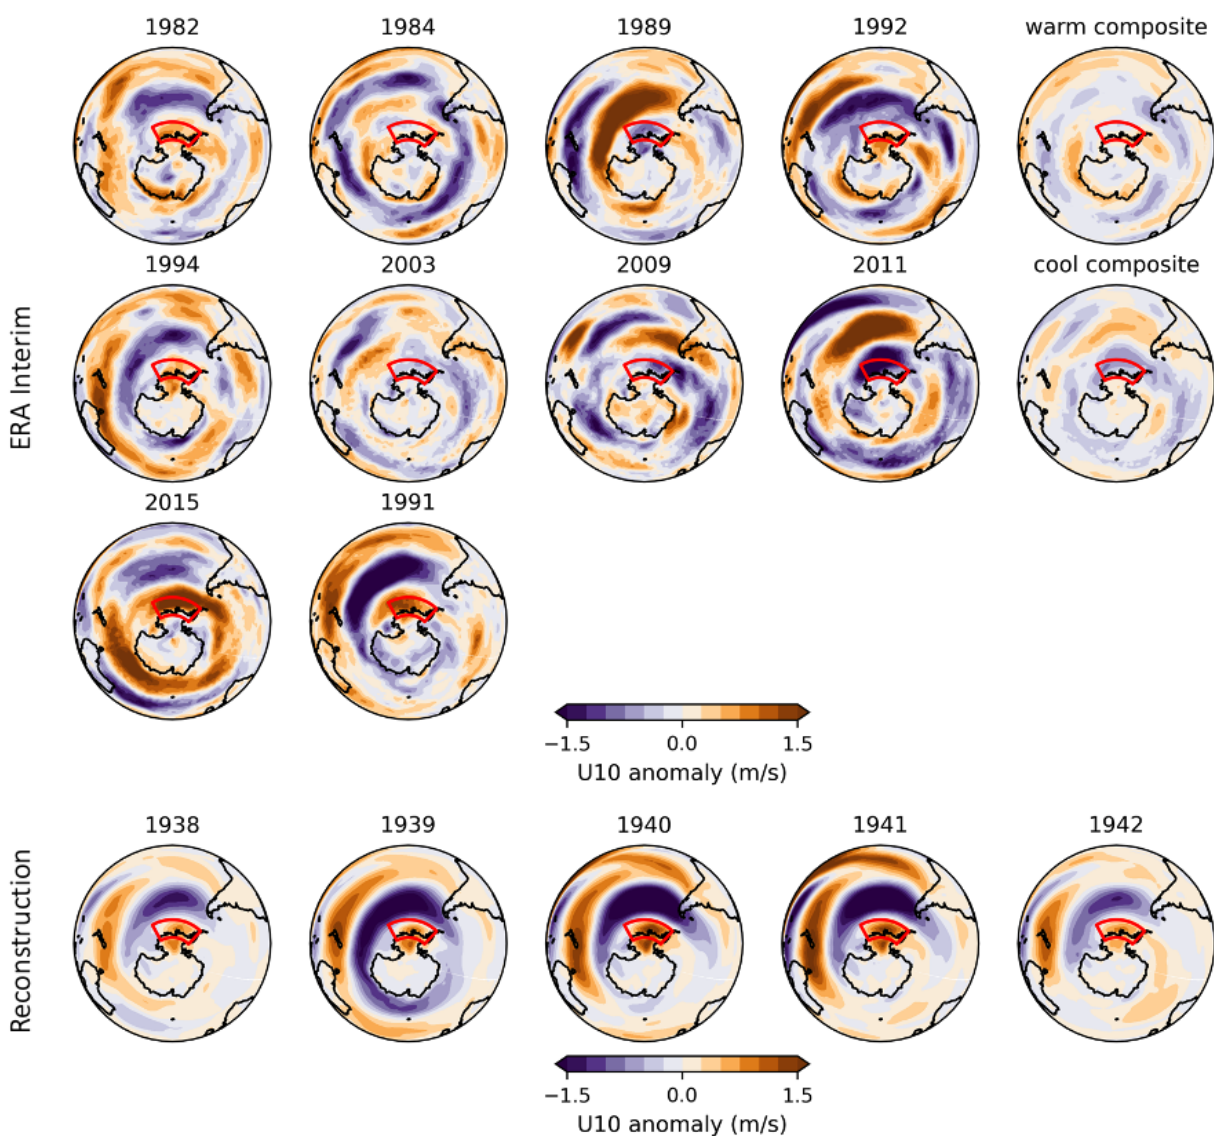 1982 1984 1989 1992 warm composite
1994 2003 2009 2011 cool composite
ERA Interim
2015 1991
−1.5 0.0 1.5
U10 anomaly (m/s)
1938 1939 1940 1941 1942
Reconstruction
−1.5 0.0 1.5
U10 anomaly (m/s)